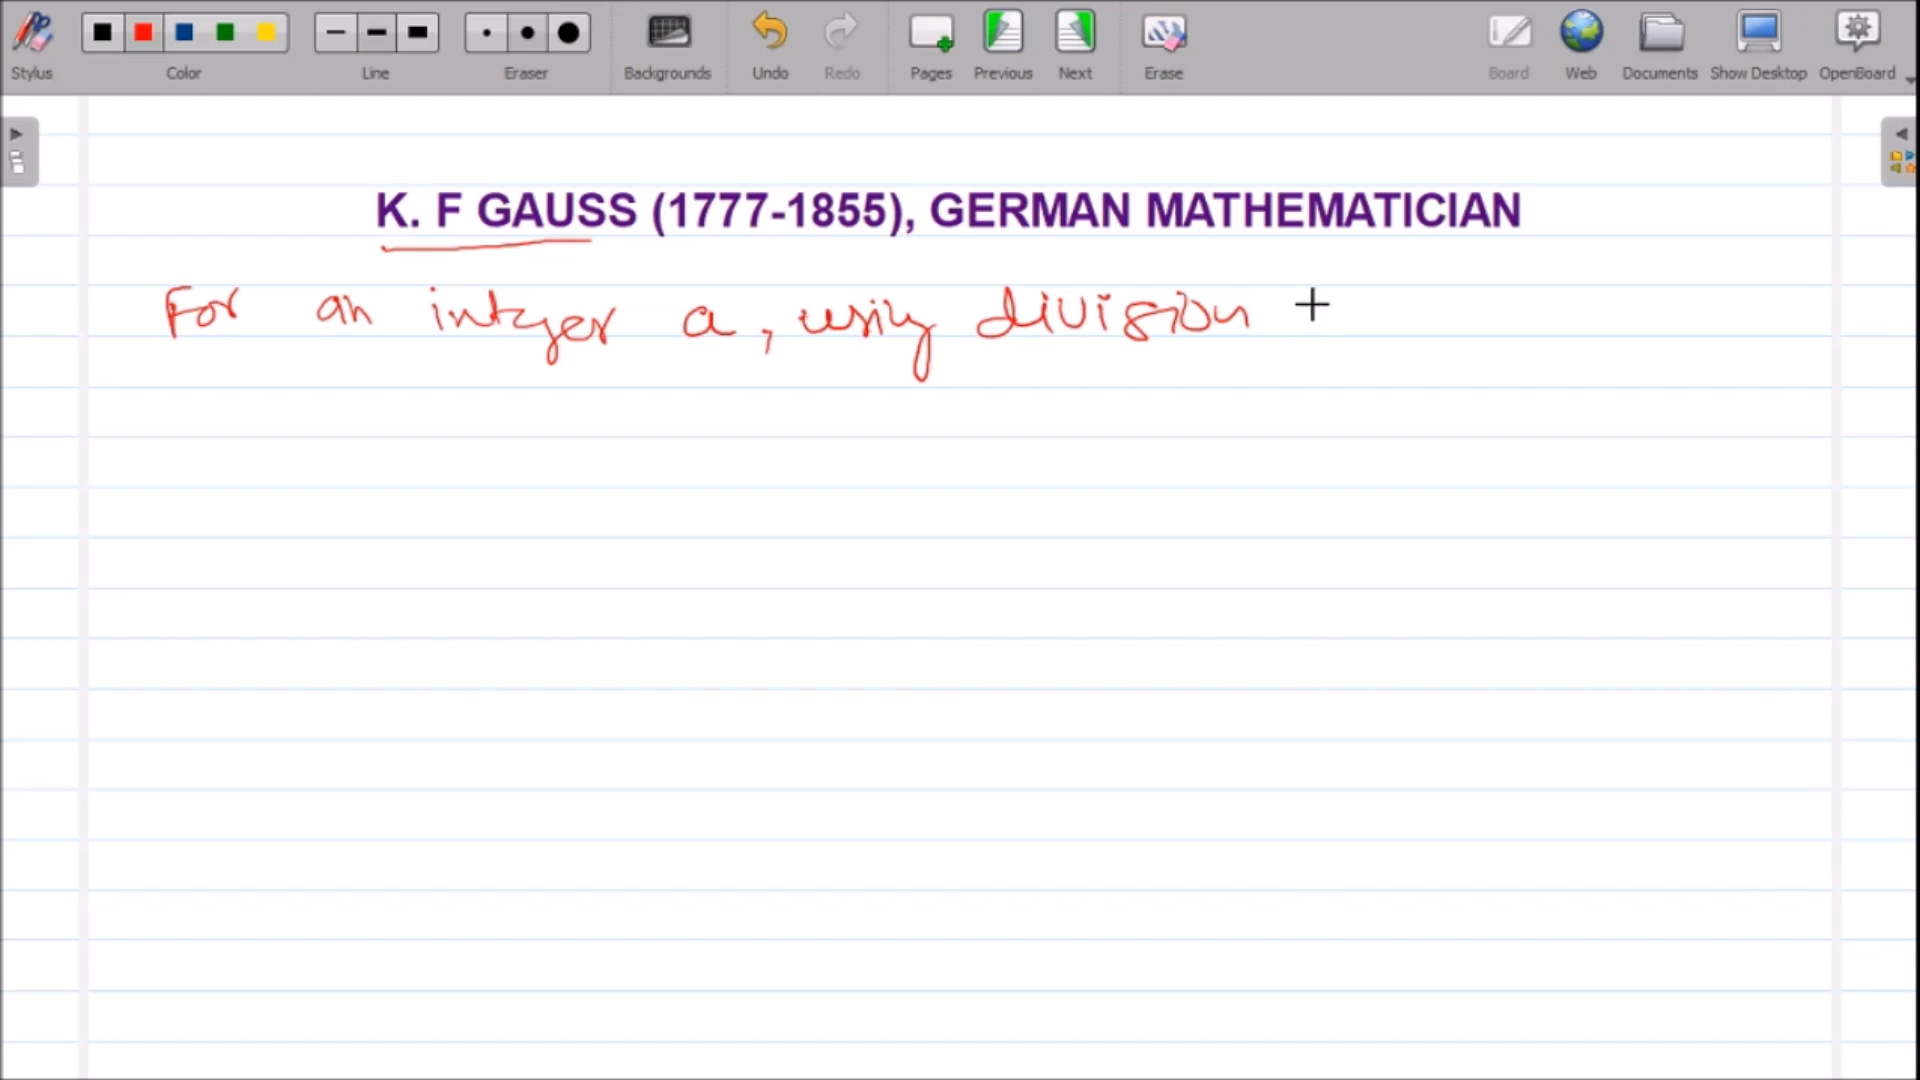 Stylus Color Line Eraser Backgrounds Undo Redo Pages Previous Next Erase Board Web Documents Show Desktop OpenBoard
K. F GAUSS (1777-1855), GERMAN MATHEMATICIAN
For an integer a, using division